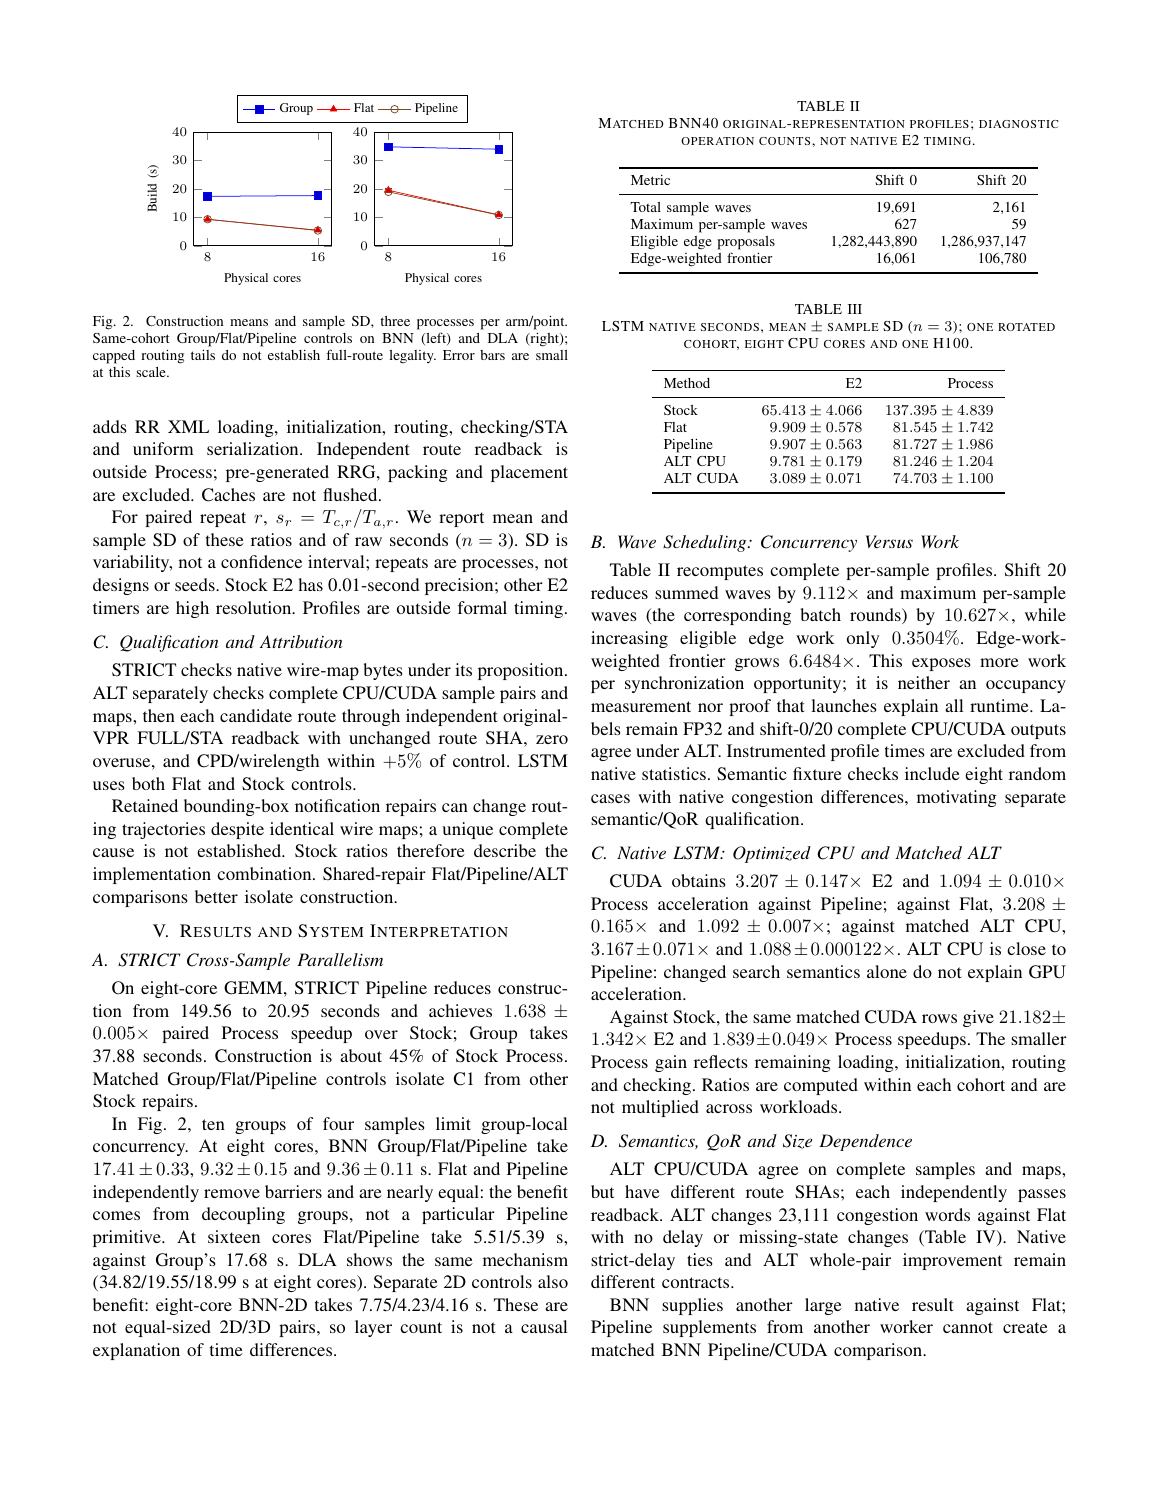 Group Flat Pipeline
40
30
20
10
0
8 16
Build (s)
Physical cores
40
30
20
10
0
8 16
Physical cores
Fig. 2. Construction means and sample SD, three processes per arm/point.
Same-cohort Group/Flat/Pipeline controls on BNN (left) and DLA (right);
capped routing tails do not establish full-route legality. Error bars are small
at this scale.
adds RR XML loading, initialization, routing, checking/STA
and uniform serialization. Independent route readback is
outside Process; pre-generated RRG, packing and placement
are excluded. Caches are not flushed.
For paired repeat r, s_r = T_{c,r}/T_{a,r}. We report mean and
sample SD of these ratios and of raw seconds (n = 3). SD is
variability, not a confidence interval; repeats are processes, not
designs or seeds. Stock E2 has 0.01-second precision; other E2
timers are high resolution. Profiles are outside formal timing.
C. Qualification and Attribution
STRICT checks native wire-map bytes under its proposition.
ALT separately checks complete CPU/CUDA sample pairs and
maps, then each candidate route through independent original-
VPR FULL/STA readback with unchanged route SHA, zero
overuse, and CPD/wirelength within +5% of control. LSTM
uses both Flat and Stock controls.
Retained bounding-box notification repairs can change rout-
ing trajectories despite identical wire maps; a unique complete
cause is not established. Stock ratios therefore describe the
implementation combination. Shared-repair Flat/Pipeline/ALT
comparisons better isolate construction.
V. RESULTS AND SYSTEM INTERPRETATION
A. STRICT Cross-Sample Parallelism
On eight-core GEMM, STRICT Pipeline reduces construc-
tion from 149.56 to 20.95 seconds and achieves 1.638 ±
0.005× paired Process speedup over Stock; Group takes
37.88 seconds. Construction is about 45% of Stock Process.
Matched Group/Flat/Pipeline controls isolate C1 from other
Stock repairs.
In Fig. 2, ten groups of four samples limit group-local
concurrency. At eight cores, BNN Group/Flat/Pipeline take
17.41±0.33, 9.32±0.15 and 9.36±0.11 s. Flat and Pipeline
independently remove barriers and are nearly equal: the benefit
comes from decoupling groups, not a particular Pipeline
primitive. At sixteen cores Flat/Pipeline take 5.51/5.39 s,
against Group's 17.68 s. DLA shows the same mechanism
(34.82/19.55/18.99 s at eight cores). Separate 2D controls also
benefit: eight-core BNN-2D takes 7.75/4.23/4.16 s. These are
not equal-sized 2D/3D pairs, so layer count is not a causal
explanation of time differences.
TABLE II
MATCHED BNN40 ORIGINAL-REPRESENTATION PROFILES; DIAGNOSTIC
OPERATION COUNTS, NOT NATIVE E2 TIMING.
Metric Shift 0 Shift 20
Total sample waves 19,691 2,161
Maximum per-sample waves 627 59
Eligible edge proposals 1,282,443,890 1,286,937,147
Edge-weighted frontier 16,061 106,780
TABLE III
LSTM NATIVE SECONDS, MEAN ± SAMPLE SD (n = 3); ONE ROTATED
COHORT, EIGHT CPU CORES AND ONE H100.
Method E2 Process
Stock 65.413 ± 4.066 137.395 ± 4.839
Flat 9.909 ± 0.578 81.545 ± 1.742
Pipeline 9.907 ± 0.563 81.727 ± 1.986
ALT CPU 9.781 ± 0.179 81.246 ± 1.204
ALT CUDA 3.089 ± 0.071 74.703 ± 1.100
B. Wave Scheduling: Concurrency Versus Work
Table II recomputes complete per-sample profiles. Shift 20
reduces summed waves by 9.112× and maximum per-sample
waves (the corresponding batch rounds) by 10.627×, while
increasing eligible edge work only 0.3504%. Edge-work-
weighted frontier grows 6.6484×. This exposes more work
per synchronization opportunity; it is neither an occupancy
measurement nor proof that launches explain all runtime. La-
bels remain FP32 and shift-0/20 complete CPU/CUDA outputs
agree under ALT. Instrumented profile times are excluded from
native statistics. Semantic fixture checks include eight random
cases with native congestion differences, motivating separate
semantic/QoR qualification.
C. Native LSTM: Optimized CPU and Matched ALT
CUDA obtains 3.207 ± 0.147× E2 and 1.094 ± 0.010×
Process acceleration against Pipeline; against Flat, 3.208 ±
0.165× and 1.092 ± 0.007×; against matched ALT CPU,
3.167±0.071× and 1.088±0.000122×. ALT CPU is close to
Pipeline: changed search semantics alone do not explain GPU
acceleration.
Against Stock, the same matched CUDA rows give 21.182±
1.342× E2 and 1.839±0.049× Process speedups. The smaller
Process gain reflects remaining loading, initialization, routing
and checking. Ratios are computed within each cohort and are
not multiplied across workloads.
D. Semantics, QoR and Size Dependence
ALT CPU/CUDA agree on complete samples and maps,
but have different route SHAs; each independently passes
readback. ALT changes 23,111 congestion words against Flat
with no delay or missing-state changes (Table IV). Native
strict-delay ties and ALT whole-pair improvement remain
different contracts.
BNN supplies another large native result against Flat;
Pipeline supplements from another worker cannot create a
matched BNN Pipeline/CUDA comparison.